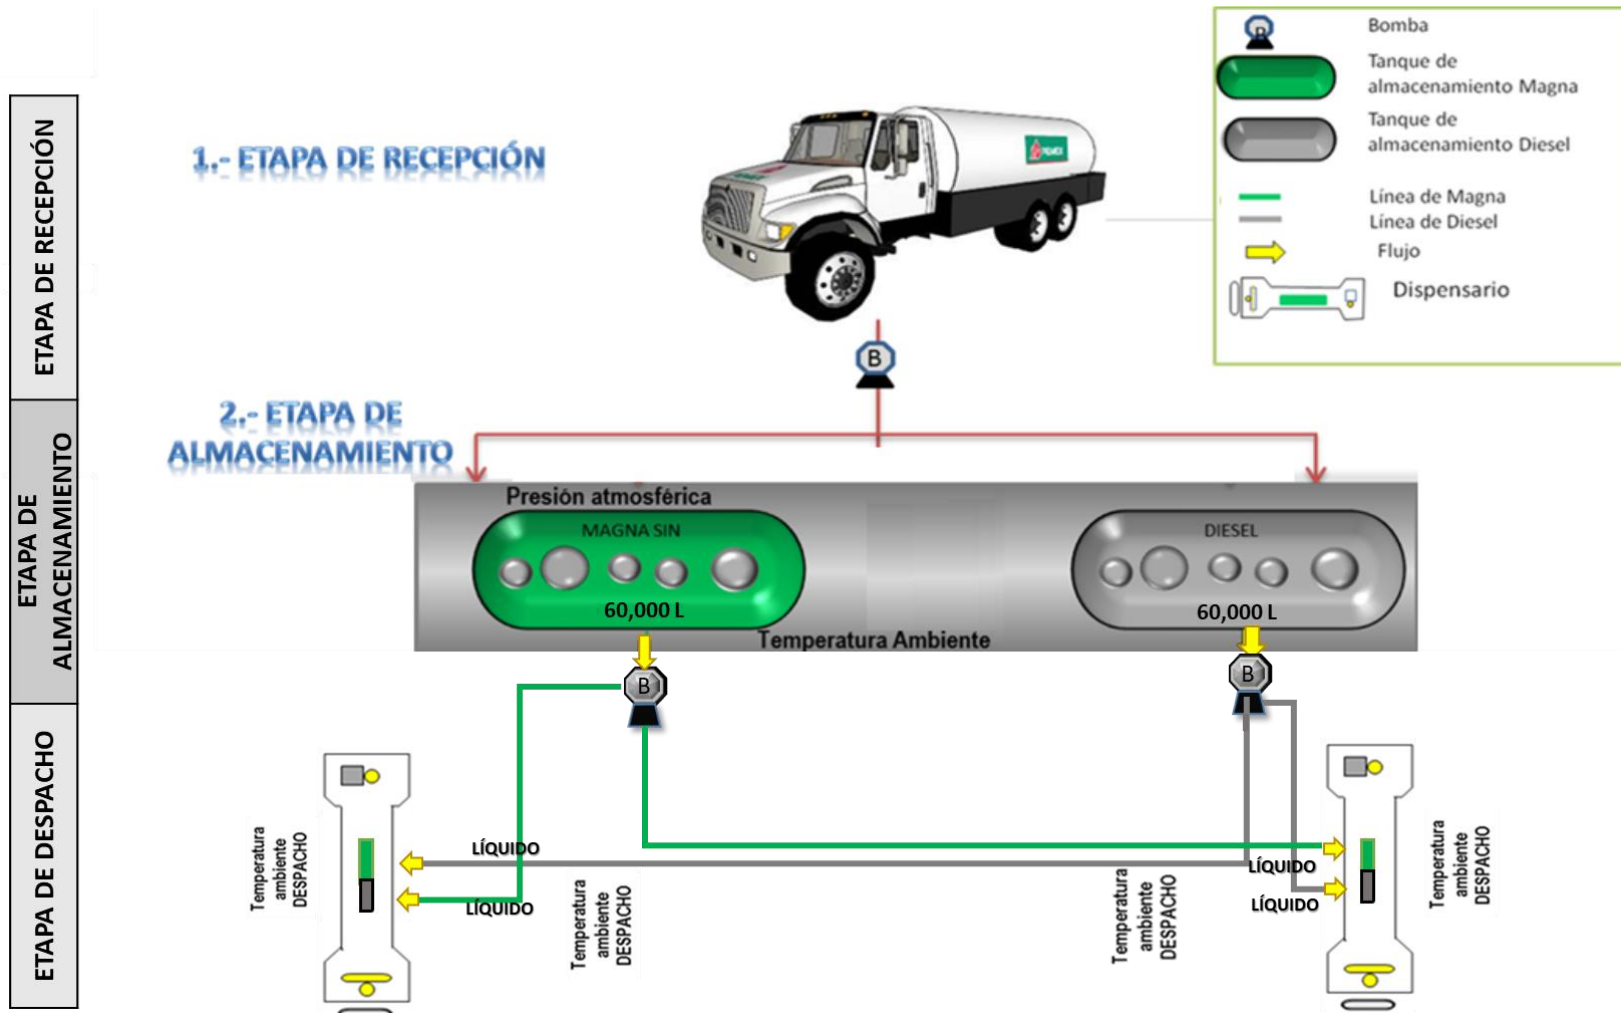 ETAPA DE RECEPCIÓN
ETAPA DE
ALMACENAMIENTO
ETAPA DE DESPACHO
1.- ETAPA DE RECEPCIÓN
PEMEX
B
Bomba
Tanque de
almacenamiento Magna
Tanque de
almacenamiento Diesel
Línea de Magna
Línea de Diesel
Flujo
Dispensario
B
2.- ETAPA DE
ALMACENAMIENTO
Presión atmosférica
MAGNA SIN
60,000 L
DIESEL
60,000 L
Temperatura Ambiente
B
B
Temperatura
ambiente
DESPACHO
LÍQUIDO
LÍQUIDO
Temperatura
ambiente
DESPACHO
Temperatura
ambiente
DESPACHO
LÍQUIDO
LÍQUIDO
Temperatura
ambiente
DESPACHO